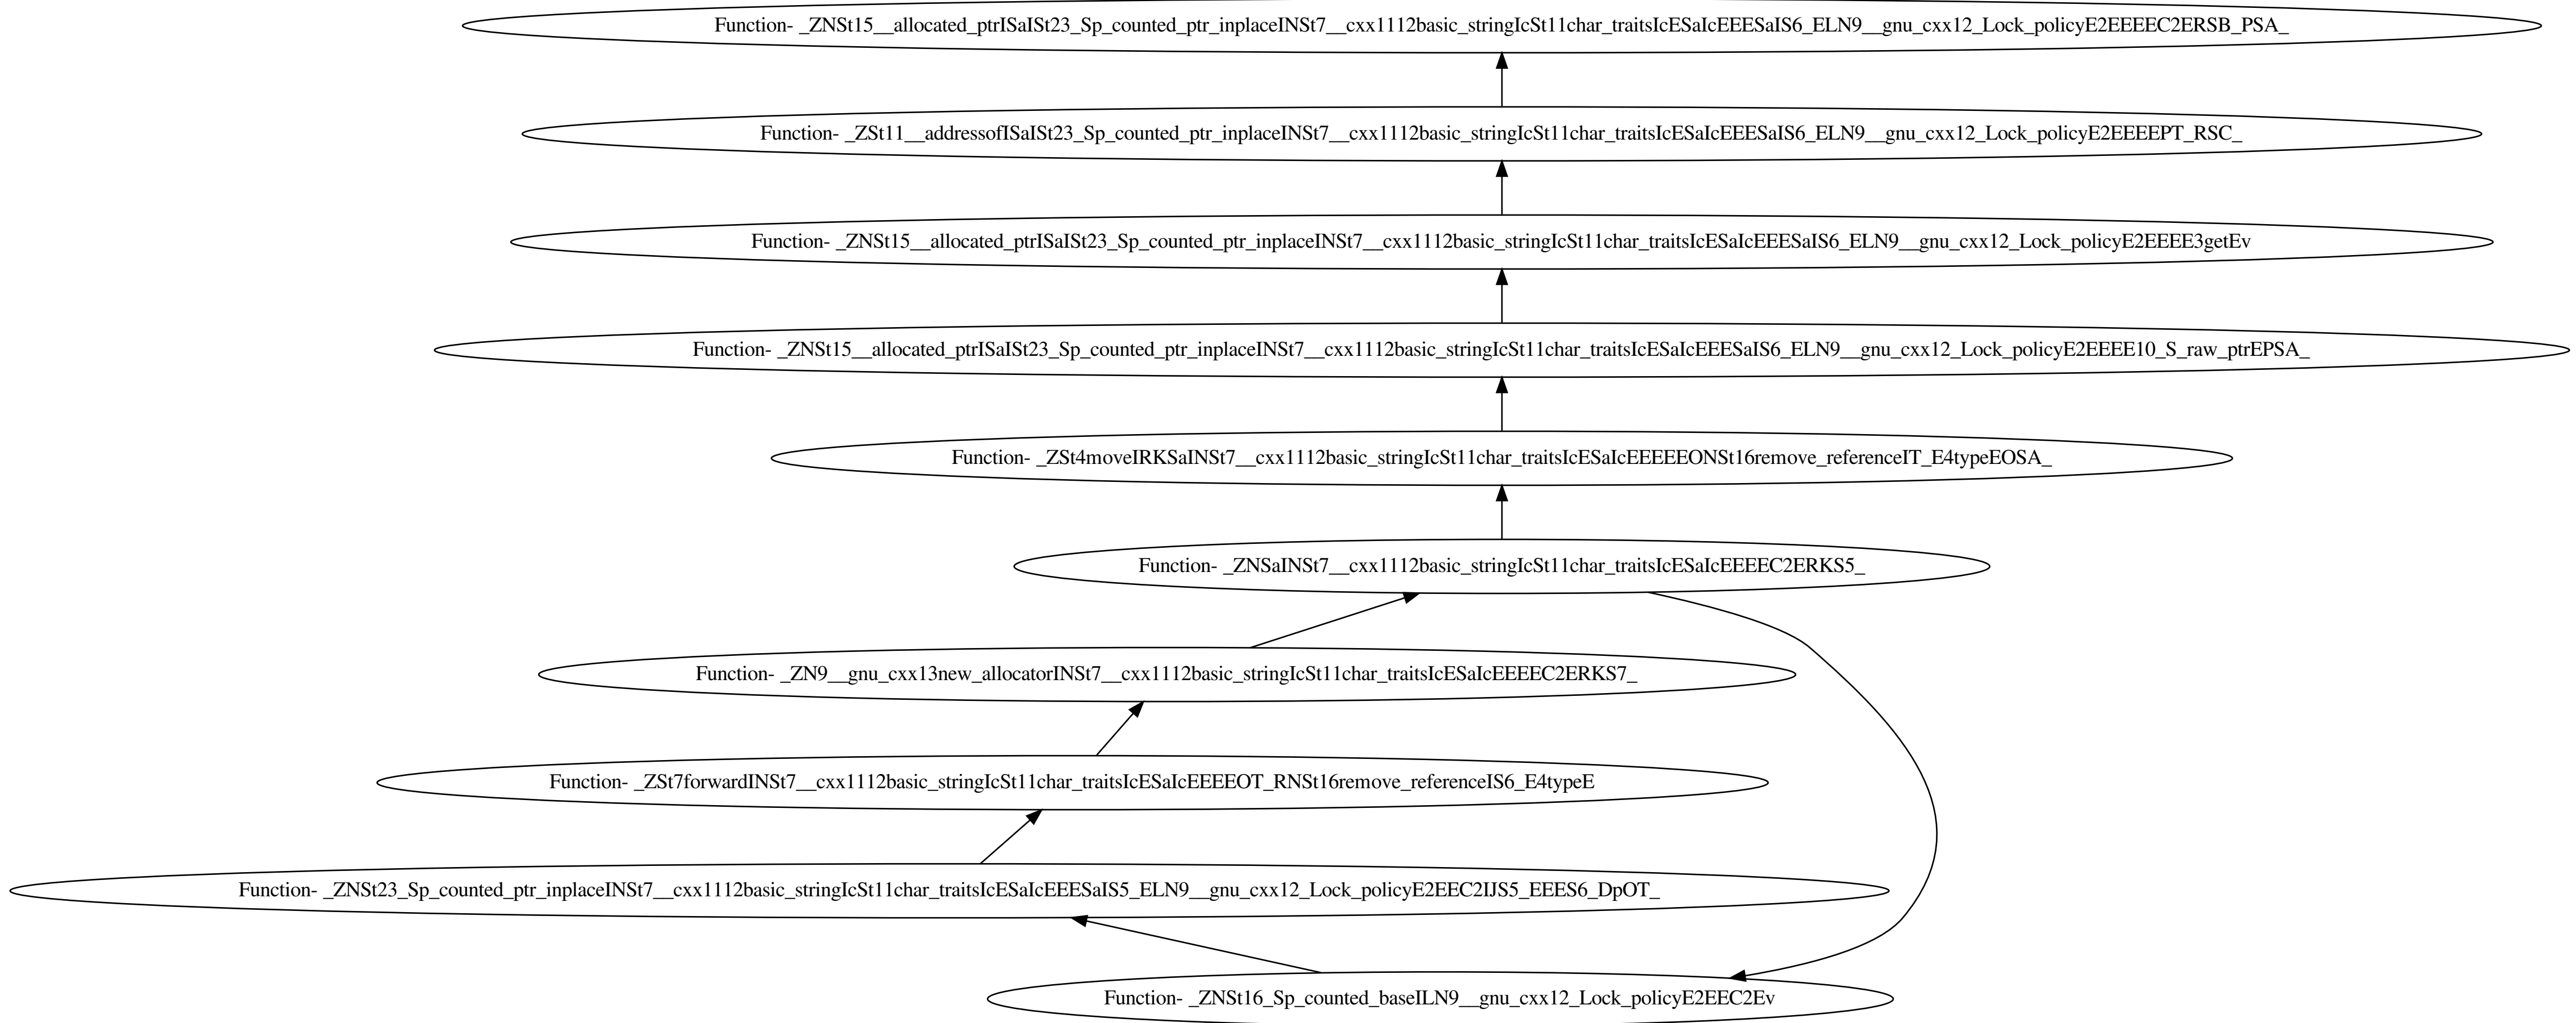 Function- _ZNSt15__allocated_ptrISaISt23_Sp_counted_ptr_inplaceINSt7__cxx1112basic_stringIcSt11char_traitsIcESaIcEEESaIS6_ELN9__gnu_cxx12_Lock_policyE2EEEEC2ERSB_PSA_
Function- _ZSt11__addressofISaISt23_Sp_counted_ptr_inplaceINSt7__cxx1112basic_stringIcSt11char_traitsIcESaIcEEESaIS6_ELN9__gnu_cxx12_Lock_policyE2EEEEPT_RSC_
Function- _ZNSt15__allocated_ptrISaISt23_Sp_counted_ptr_inplaceINSt7__cxx1112basic_stringIcSt11char_traitsIcESaIcEEESaIS6_ELN9__gnu_cxx12_Lock_policyE2EEEE3getEv
Function- _ZNSt15__allocated_ptrISaISt23_Sp_counted_ptr_inplaceINSt7__cxx1112basic_stringIcSt11char_traitsIcESaIcEEESaIS6_ELN9__gnu_cxx12_Lock_policyE2EEEE10_S_raw_ptrEPSA_
Function- _ZSt4moveIRKSaINSt7__cxx1112basic_stringIcSt11char_traitsIcESaIcEEEEEONSt16remove_referenceIT_E4typeEOSA_
Function- _ZNSaINSt7__cxx1112basic_stringIcSt11char_traitsIcESaIcEEEEC2ERKS5_
Function- _ZN9__gnu_cxx13new_allocatorINSt7__cxx1112basic_stringIcSt11char_traitsIcESaIcEEEEC2ERKS7_
Function- _ZSt7forwardINSt7__cxx1112basic_stringIcSt11char_traitsIcESaIcEEEEOT_RNSt16remove_referenceIS6_E4typeE
Function- _ZNSt23_Sp_counted_ptr_inplaceINSt7__cxx1112basic_stringIcSt11char_traitsIcESaIcEEESaIS5_ELN9__gnu_cxx12_Lock_policyE2EEC2IJS5_EEES6_DpOT_
Function- _ZNSt16_Sp_counted_baseILN9__gnu_cxx12_Lock_policyE2EEC2Ev